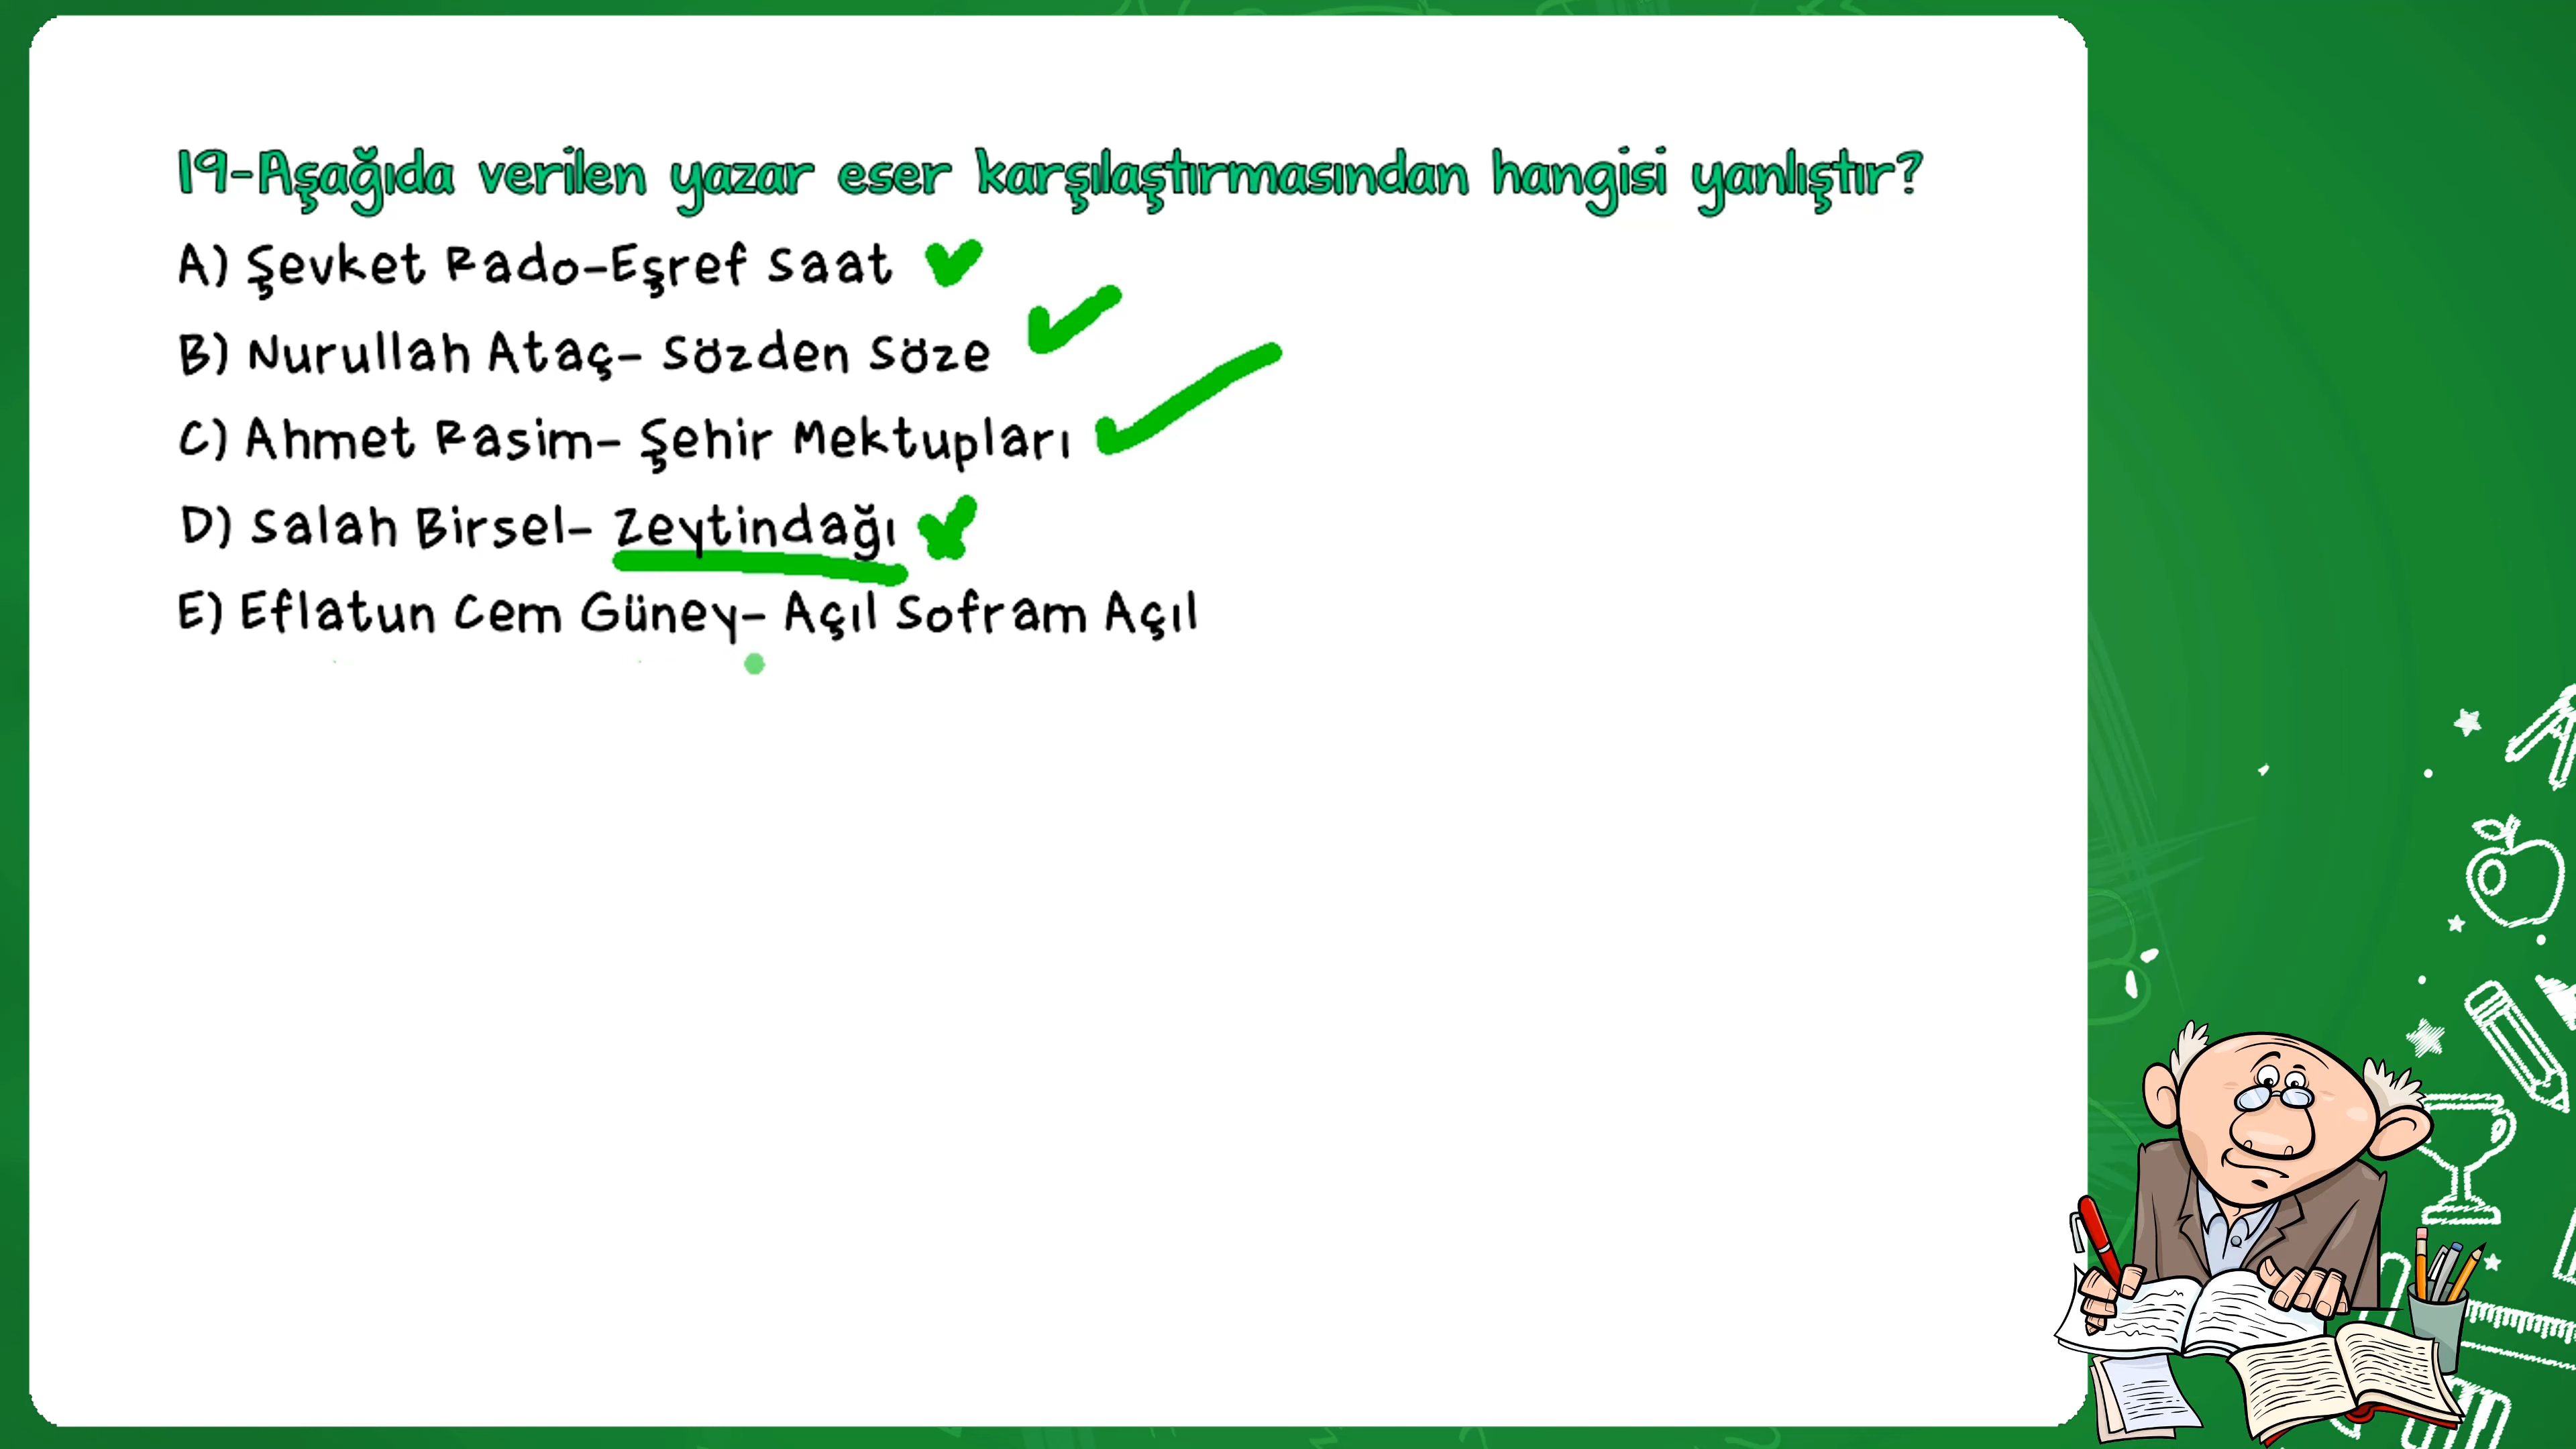 19-Aşağıda verilen yazar eser karşılaştırmasından hangisi yanlıştır?
A) Şevket Rado-Eşref Saat
B) Nurullah Ataç- Sözden Söze
C) Ahmet Rasim- Şehir Mektupları
D) Salah Birsel- Zeytindağı
E) Eflatun Cem Güney- Açıl Sofram Açıl